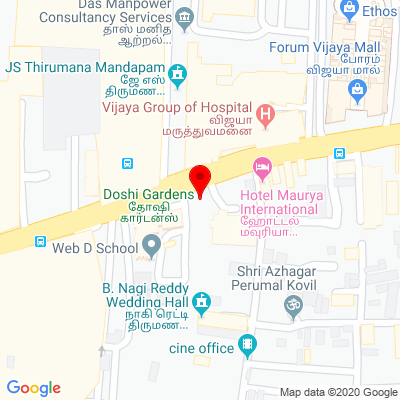 Das Manpower
Consultancy Services
தாஸ் மனித
ஆற்றல்...
Ethos
Forum Vijaya Mall
போரம்
விஜயா மால்
JS Thirumana Mandapam
ஜே எஸ்
திருமண...
Vijaya Group of Hospital
விஜயா
மருத்துவமனை
Doshi Gardens
தோஷி
கார்டன்ஸ்
Hotel Maurya
International
ஹோட்டல்
மவுரியா...
Web D School
Shri Azhagar
Perumal Kovil
B. Nagi Reddy
Wedding Hall
நாகி ரெட்டி
திருமண...
cine office
Google
Map data ©2020 Google